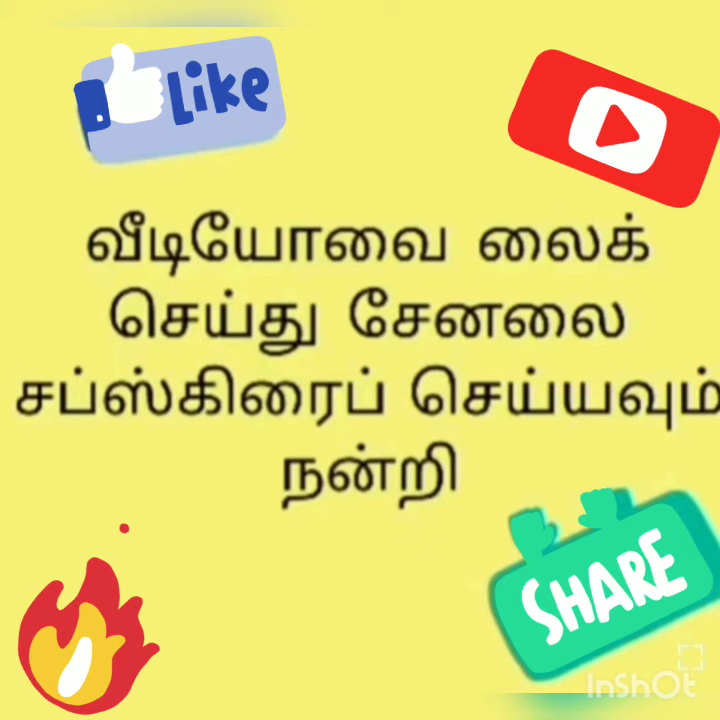 Like
வீடியோவை லைக்
செய்து சேனலை
சப்ஸ்கிரைப் செய்யவும்
நன்றி
SHARE
InShOt